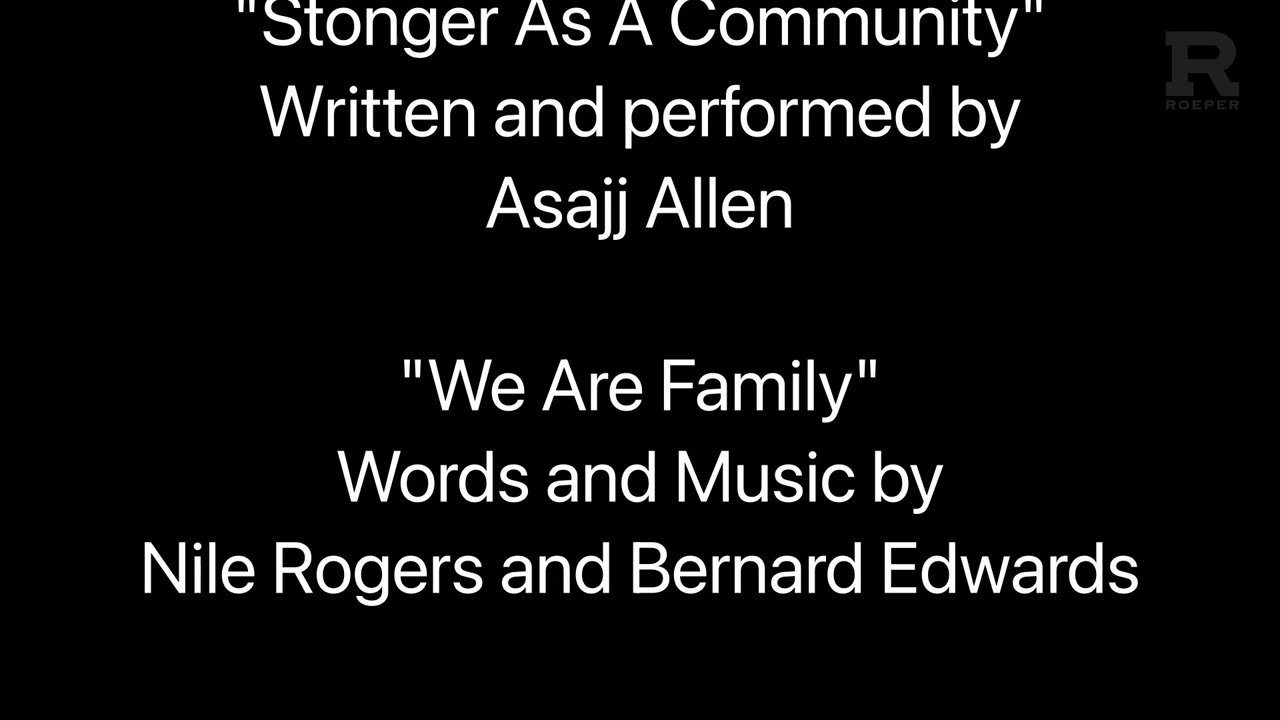 "Stonger As A Community"
Written and performed by
Asajj Allen
"We Are Family"
Words and Music by
Nile Rogers and Bernard Edwards
R
ROEPER